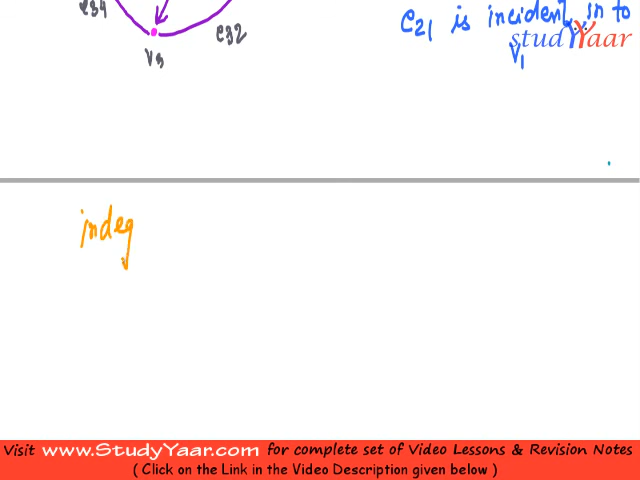 e34
e32
v3
e21 is incident in to
v1
studYYaar
indeg
Visit www.StudyYaar.com for complete set of Video Lessons & Revision Notes
( Click on the Link in the Video Description given below )